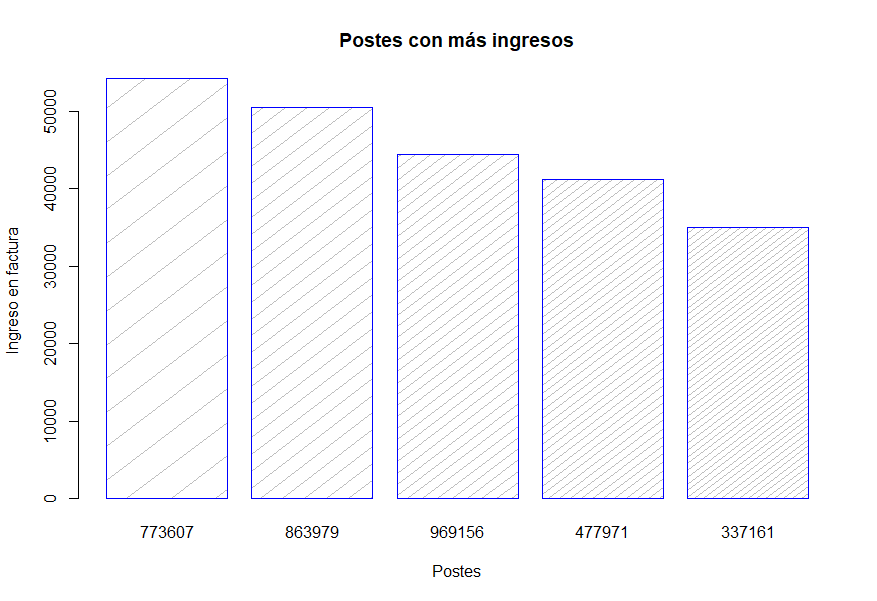 Postes con más ingresos
Ingreso en factura
50000
40000
30000
20000
10000
0
773607 863979 969156 477971 337161
Postes